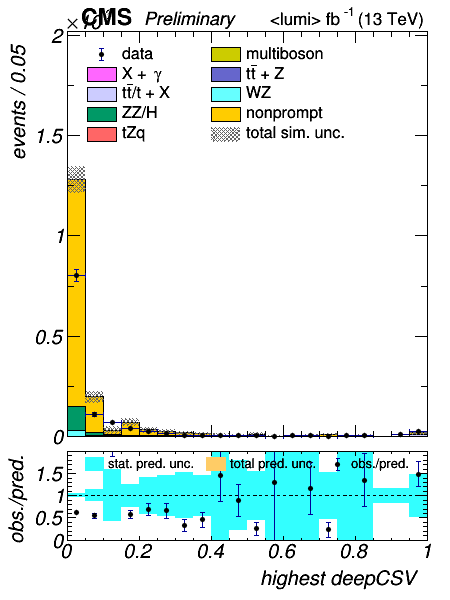 ×10 CMS Preliminary <lumi> fb⁻¹ (13 TeV)
2
events / 0.05
data
multiboson
X + γ
tt̄ + Z
tt̄/t + X
WZ
ZZ/H
nonprompt
tZq
total sim. unc.
1.5
1
0.5
0
obs./pred.
stat. pred. unc.
total pred. unc.
obs./pred.
1.5
1
0.5
0
0 0.2 0.4 0.6 0.8 1
highest deepCSV